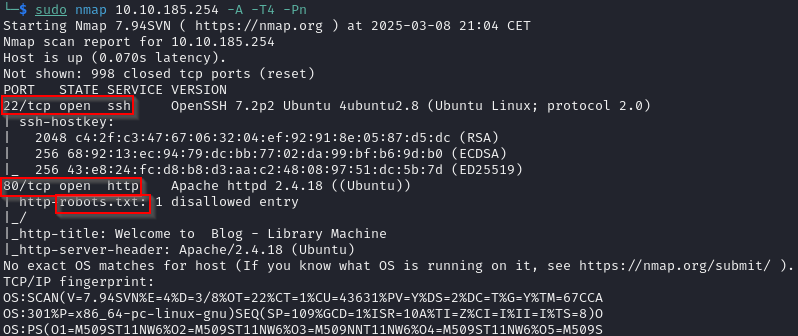 └─$ sudo nmap 10.10.185.254 -A -T4 -Pn
Starting Nmap 7.94SVN ( https://nmap.org ) at 2025-03-08 21:04 CET
Nmap scan report for 10.10.185.254
Host is up (0.070s latency).
Not shown: 998 closed tcp ports (reset)
PORT   STATE SERVICE VERSION
22/tcp open  ssh     OpenSSH 7.2p2 Ubuntu 4ubuntu2.8 (Ubuntu Linux; protocol 2.0)
| ssh-hostkey:
|   2048 c4:2f:c3:47:67:06:32:04:ef:92:91:8e:05:87:d5:dc (RSA)
|   256 68:92:13:ec:94:79:dc:bb:77:02:da:99:bf:b6:9d:b0 (ECDSA)
|_  256 43:e8:24:fc:d8:b8:d3:aa:c2:48:08:97:51:dc:5b:7d (ED25519)
80/tcp open  http    Apache httpd 2.4.18 ((Ubuntu))
| http-robots.txt: 1 disallowed entry
|_/
|_http-title: Welcome to  Blog - Library Machine
|_http-server-header: Apache/2.4.18 (Ubuntu)
No exact OS matches for host (If you know what OS is running on it, see https://nmap.org/submit/ ).
TCP/IP fingerprint:
OS:SCAN(V=7.94SVN%E=4%D=3/8%OT=22%CT=1%CU=43631%PV=Y%DS=2%DC=T%G=Y%TM=67CCA
OS:301%P=x86_64-pc-linux-gnu)SEQ(SP=109%GCD=1%ISR=10A%TI=Z%CI=I%II=I%TS=8)O
OS:PS(O1=M509ST11NW6%O2=M509ST11NW6%O3=M509NNT11NW6%O4=M509ST11NW6%O5=M509S